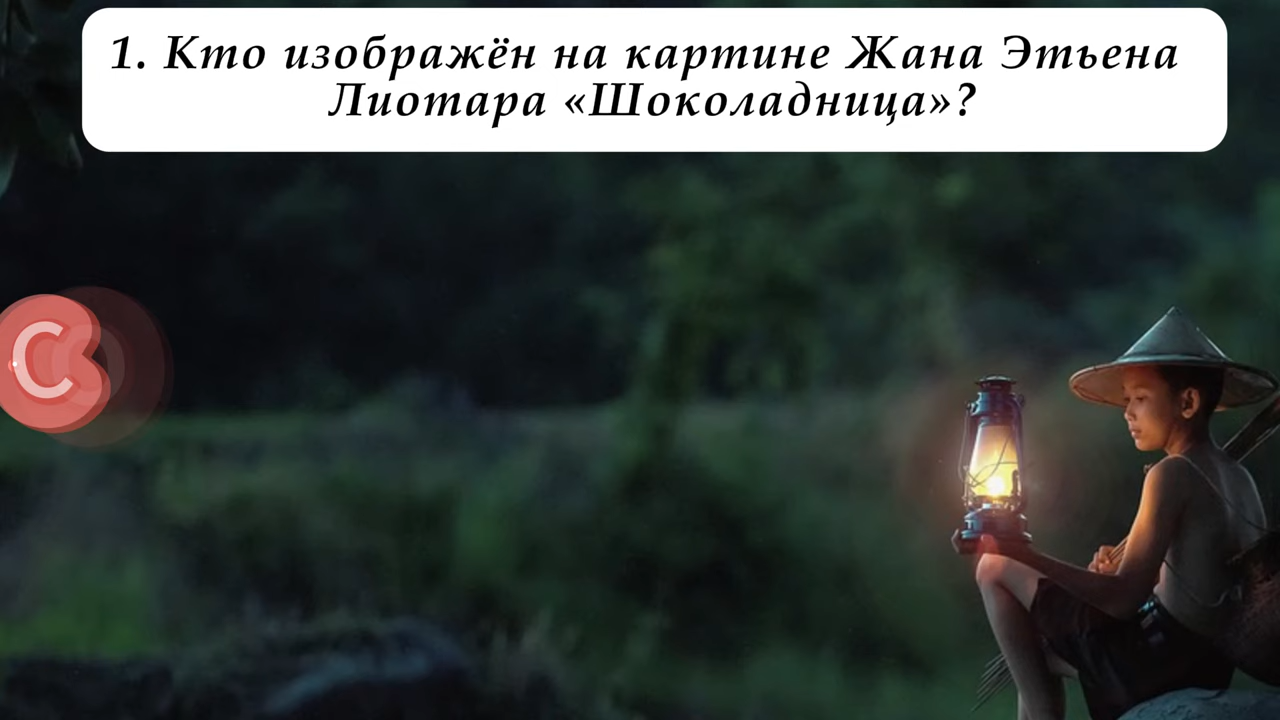 1. Кто изображён на картине Жана Этьена
Лиотара «Шоколадница»?
С